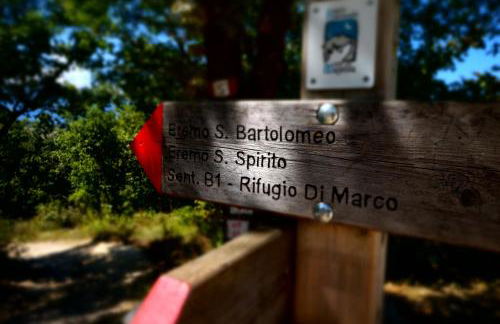 Eremo S. Bartolomeo
Eremo S. Spirito
Sent. B1 - Rifugio Di Marco